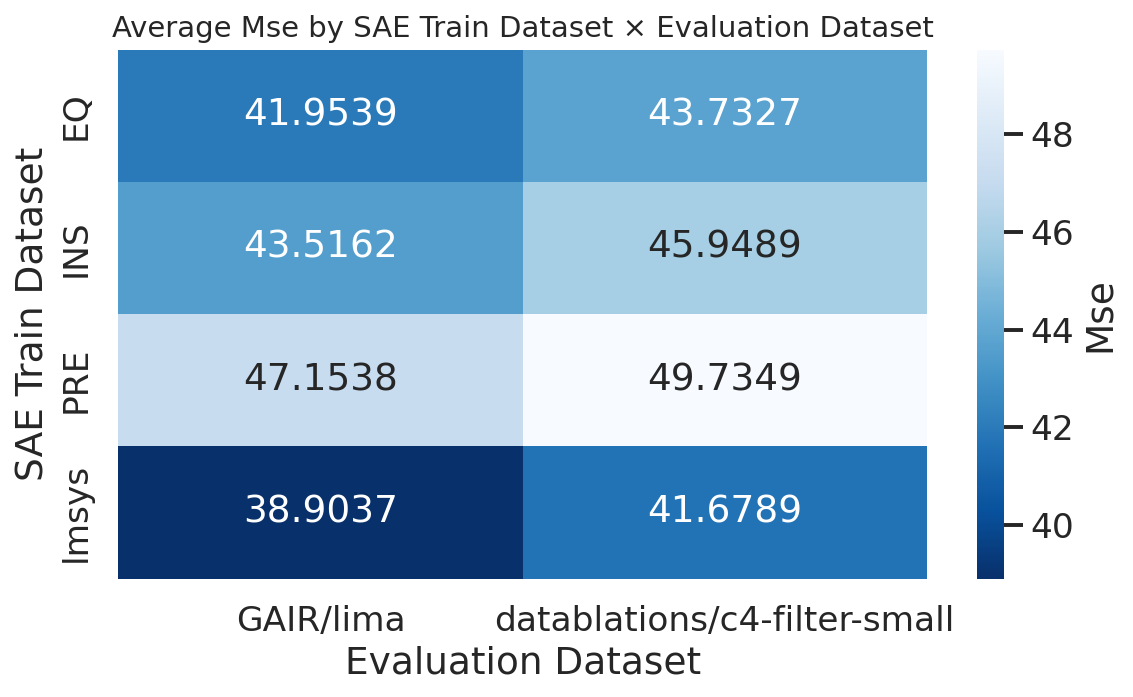 Average Mse by SAE Train Dataset × Evaluation Dataset
SAE Train Dataset
EQ
41.9539
43.7327
INS
43.5162
45.9489
PRE
47.1538
49.7349
lmsys
38.9037
41.6789
GAIR/lima
datablations/c4-filter-small
Evaluation Dataset
48
46
44
42
40
Mse